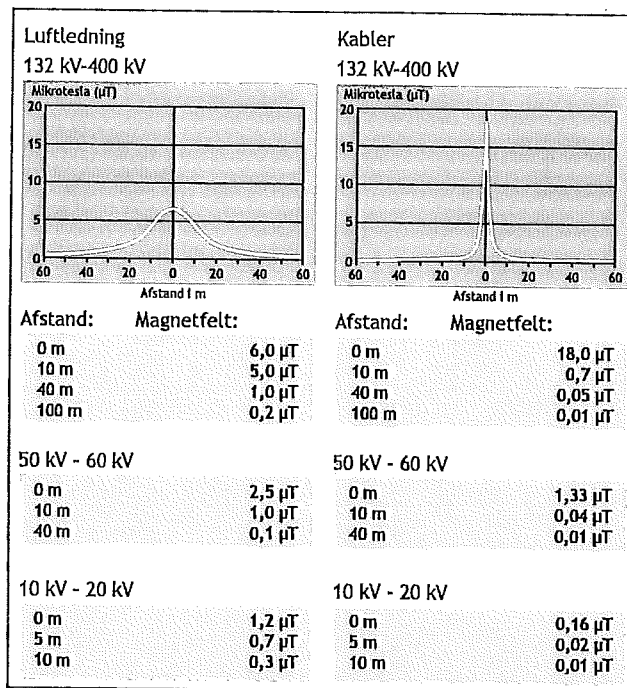 Luftledning
132 kV-400 kV
Mikrotesla (µT)
20
15
10
5
0
60 40 20 0 20 40 60
Afstand i m
Afstand: Magnetfelt:
0 m 6,0 µT
10 m 5,0 µT
40 m 1,0 µT
100 m 0,2 µT
50 kV - 60 kV
0 m 2,5 µT
10 m 1,0 µT
40 m 0,1 µT
10 kV - 20 kV
0 m 1,2 µT
5 m 0,7 µT
10 m 0,3 µT
Kabler
132 kV-400 kV
Mikrotesla (µT)
20
15
10
5
0
60 40 20 0 20 40 60
Afstand i m
Afstand: Magnetfelt:
0 m 18,0 µT
10 m 0,7 µT
40 m 0,05 µT
100 m 0,01 µT
50 kV - 60 kV
0 m 1,33 µT
10 m 0,04 µT
40 m 0,01 µT
10 kV - 20 kV
0 m 0,16 µT
5 m 0,02 µT
10 m 0,01 µT